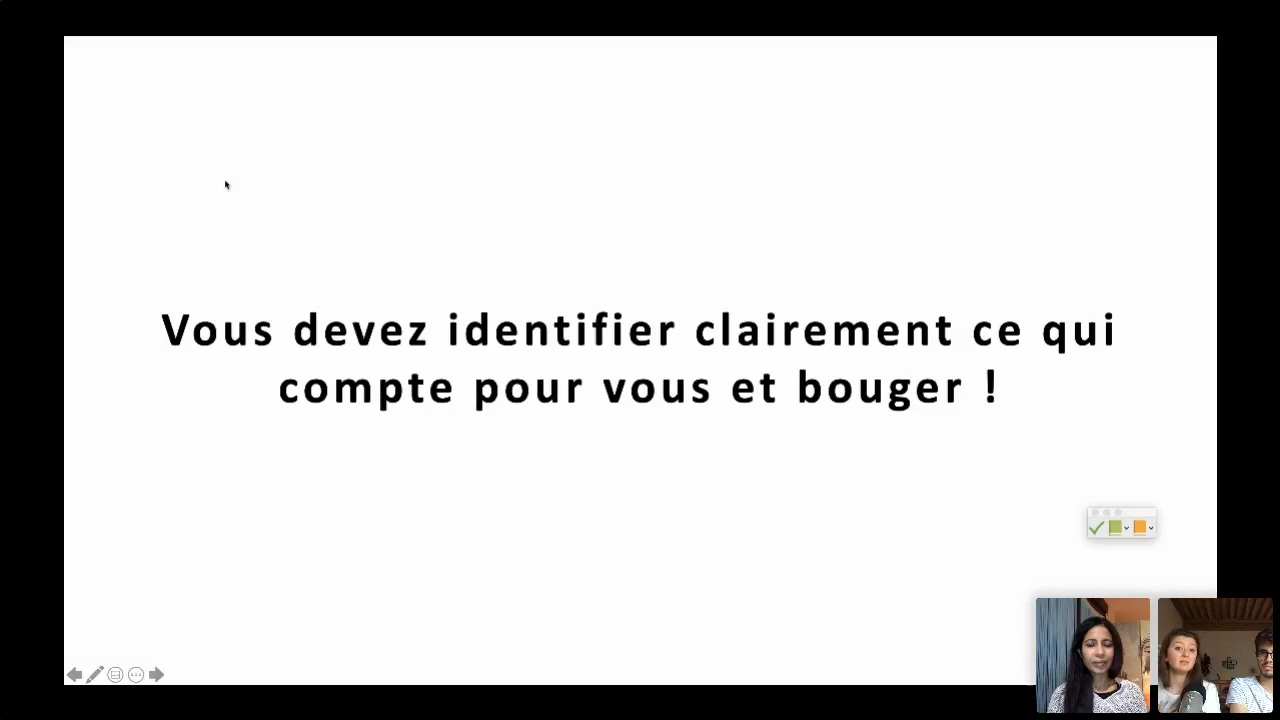 Vous devez identifier clairement ce qui
compte pour vous et bouger !